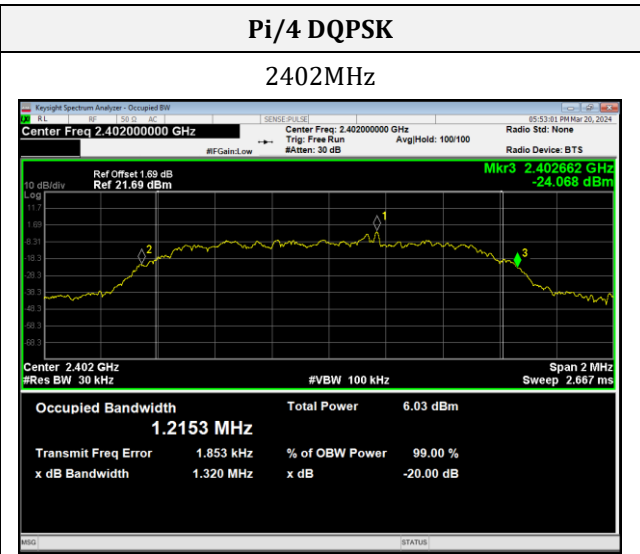 Pi/4 DQPSK
2402MHz
Keysight Spectrum Analyzer - Occupied BW
RL RF 50 Ω AC SENSE:PULSE 05:53:01 PM Mar 20, 2024
Center Freq 2.402000000 GHz Center Freq: 2.402000000 GHz Radio Std: None
Trig: Free Run Avg|Hold: 100/100
#IFGain:Low #Atten: 30 dB Radio Device: BTS
Ref Offset 1.69 dB Mkr3 2.402662 GHz
10 dB/div Ref 21.69 dBm -24.068 dBm
Log
11.7
1.69
-8.31
-18.3
-28.3
-38.3
-48.3
-58.3
-68.3
1
2
3
Center 2.402 GHz Span 2 MHz
#Res BW 30 kHz #VBW 100 kHz Sweep 2.667 ms
Occupied Bandwidth Total Power 6.03 dBm
1.2153 MHz
Transmit Freq Error 1.853 kHz % of OBW Power 99.00 %
x dB Bandwidth 1.320 MHz x dB -20.00 dB
MSG STATUS